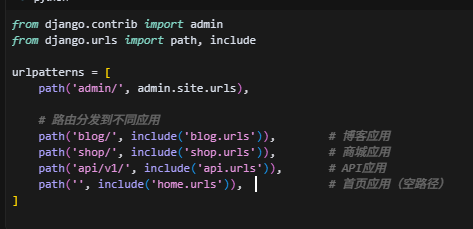 from django.contrib import admin
from django.urls import path, include
urlpatterns = [
path('admin/', admin.site.urls),
# 路由分发到不同应用
path('blog/', include('blog.urls')), # 博客应用
path('shop/', include('shop.urls')), # 商城应用
path('api/v1/', include('api.urls')), # API应用
path('', include('home.urls')), # 首页应用（空路径）
]